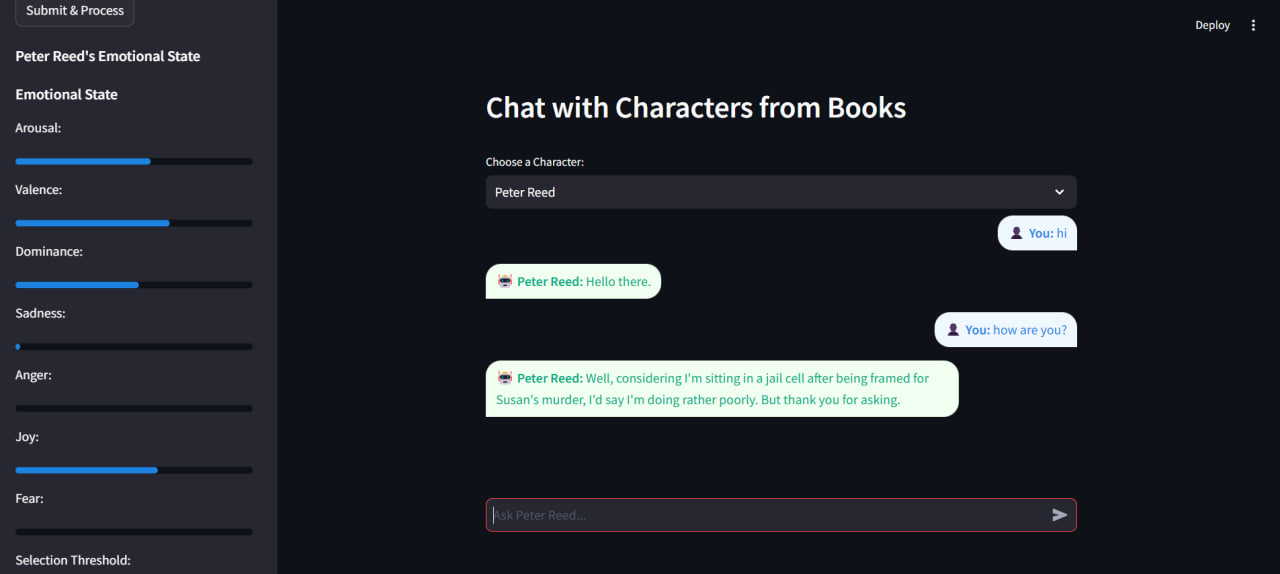 Submit & Process
Peter Reed's Emotional State
Emotional State
Arousal:
Valence:
Dominance:
Sadness:
Anger:
Joy:
Fear:
Selection Threshold:
Deploy
Chat with Characters from Books
Choose a Character:
Peter Reed
You: hi
Peter Reed: Hello there.
You: how are you?
Peter Reed: Well, considering I'm sitting in a jail cell after being framed for
Susan's murder, I'd say I'm doing rather poorly. But thank you for asking.
Ask Peter Reed...